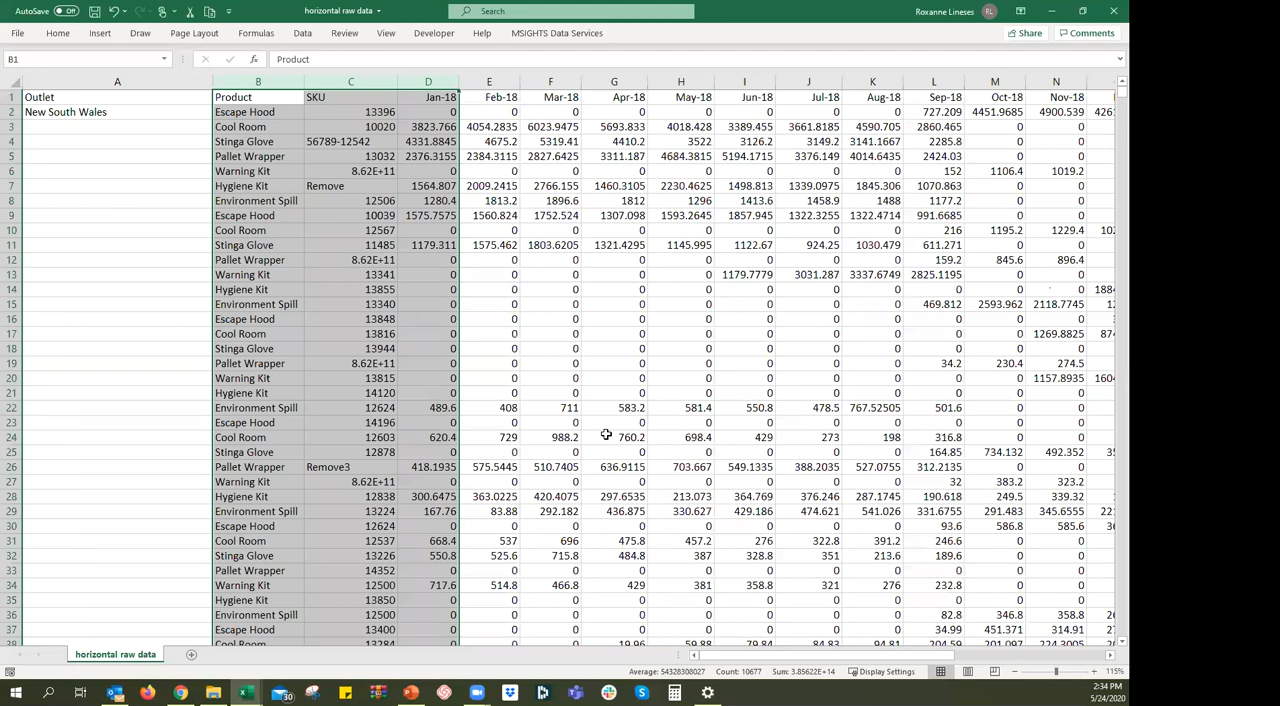 AutoSave Off
horizontal raw data
Search
Roxanne Lineses RL
File Home Insert Draw Page Layout Formulas Data Review View Developer Help MSIGHTS Data Services Share Comments
B1 fx Product
A B C D E F G H I J K L M N
1 Outlet Product SKU Jan-18 Feb-18 Mar-18 Apr-18 May-18 Jun-18 Jul-18 Aug-18 Sep-18 Oct-18 Nov-18
2 New South Wales Escape Hood 13396 0 0 0 0 0 0 0 0 727.209 4451.9685 4900.539 4261
3 Cool Room 10020 3823.766 4054.2835 6023.9475 5693.833 4018.428 3389.455 3661.8185 4590.705 2860.465 0 0
4 Stinga Glove 56789-12542 4331.8845 4675.2 5319.41 4410.2 3522 3126.2 3149.2 3141.1667 2285.8 0 0
5 Pallet Wrapper 13032 2376.3155 2384.3115 2827.6425 3311.187 4684.3815 5194.1715 3376.149 4014.6435 2424.03 0 0
6 Warning Kit 8.62E+11 0 0 0 0 0 0 0 0 152 1106.4 1019.2
7 Hygiene Kit Remove 1564.807 2009.2415 2766.155 1460.3105 2230.4625 1498.813 1339.0975 1845.306 1070.863 0 0
8 Environment Spill 12506 1280.4 1813.2 1896.6 1812 1296 1413.6 1458.9 1488 1177.2 0 0
9 Escape Hood 10039 1575.7575 1560.824 1752.524 1307.098 1593.2645 1857.945 1322.3255 1322.4714 991.6685 0 0
10 Cool Room 12567 0 0 0 0 0 0 0 0 216 1195.2 1229.4 102
11 Stinga Glove 11485 1179.311 1575.462 1803.6205 1321.4295 1145.995 1122.67 924.25 1030.479 611.271 0 0
12 Pallet Wrapper 8.62E+11 0 0 0 0 0 0 0 0 159.2 845.6 896.4
13 Warning Kit 13341 0 0 0 0 0 1179.7779 3031.287 3337.6749 2825.1195 0 0
14 Hygiene Kit 13855 0 0 0 0 0 0 0 0 0 0 0 1884
15 Environment Spill 13340 0 0 0 0 0 0 0 0 469.812 2593.962 2118.7745 12
16 Escape Hood 13848 0 0 0 0 0 0 0 0 0 0 0
17 Cool Room 13816 0 0 0 0 0 0 0 0 0 0 1269.8825 874
18 Stinga Glove 13944 0 0 0 0 0 0 0 0 0 0 0
19 Pallet Wrapper 8.62E+11 0 0 0 0 0 0 0 0 34.2 230.4 274.5
20 Warning Kit 13815 0 0 0 0 0 0 0 0 0 0 1157.8935 1604
21 Hygiene Kit 14120 0 0 0 0 0 0 0 0 0 0 0
22 Environment Spill 12624 489.6 408 711 583.2 581.4 550.8 478.5 767.52505 501.6 0 0
23 Escape Hood 14196 0 0 0 0 0 0 0 0 0 0 0
24 Cool Room 12603 620.4 729 988.2 760.2 698.4 429 273 198 316.8 0 0
25 Stinga Glove 12878 0 0 0 0 0 0 0 0 164.85 734.132 492.352 35
26 Pallet Wrapper Remove3 418.1935 575.5445 510.7405 636.9115 703.667 549.1335 388.2035 527.0755 312.2135 0 0
27 Warning Kit 8.62E+11 0 0 0 0 0 0 0 0 32 383.2 323.2
28 Hygiene Kit 12838 300.6475 363.0225 420.4075 297.6535 213.073 364.769 376.246 287.1745 190.618 249.5 339.32
29 Environment Spill 13224 167.76 83.88 292.182 436.875 330.627 429.186 474.621 541.026 331.6755 291.483 345.6555 221
30 Escape Hood 12624 0 0 0 0 0 0 0 0 93.6 586.8 585.6 36
31 Cool Room 12537 668.4 537 696 475.8 457.2 276 322.8 391.2 246.6 0 0
32 Stinga Glove 13226 550.8 525.6 715.8 484.8 387 328.8 351 213.6 189.6 0 0
33 Pallet Wrapper 14352 0 0 0 0 0 0 0 0 0 0 0
34 Warning Kit 12500 717.6 514.8 466.8 429 381 358.8 321 276 232.8 0 0
35 Hygiene Kit 13850 0 0 0 0 0 0 0 0 0 0 0
36 Environment Spill 12500 0 0 0 0 0 0 0 0 82.8 346.8 358.8 26
37 Escape Hood 13400 0 0 0 0 0 0 0 0 34.99 451.371 314.91 21
38 Cool Room 13284 0 0 0 19.96 59.88 79.84 84.83 94.81 204.59 201.097 224.3005
horizontal raw data
Average: 54328308027 Count: 10677 Sum: 3.85622E+14 Display Settings 115%
30
2:34 PM
5/24/2020